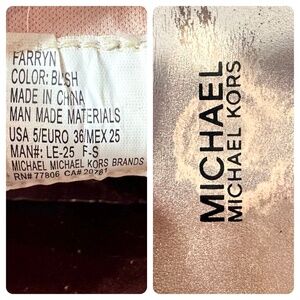 FARRYN
COLOR: BLSH
MADE IN CHINA
MAN MADE MATERIALS
USA 5/EURO 36/MEX 25
MAN#: LE-25 F-S
MICHAEL MICHAEL KORS BRANDS
RN# 77806 CA# 20781
MICHAEL
MICHAEL KORS